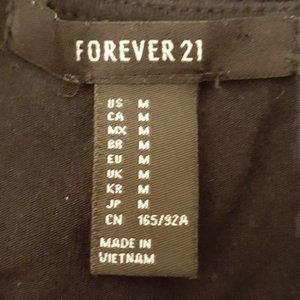 FOREVER 21
US M
CA M
MX M
BR M
EU M
UK M
KR M
JP M
CN 165/92A
MADE IN
VIETNAM